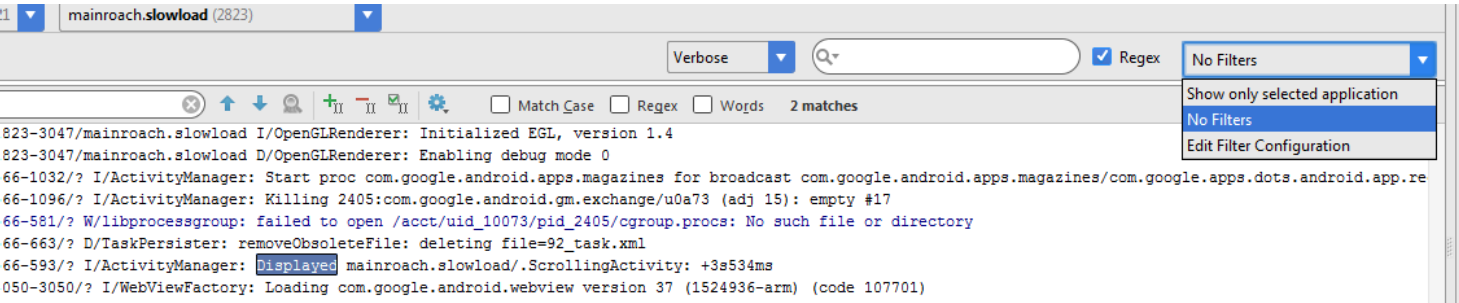 21 mainroach.slowload (2823)
Verbose Regex No Filters
Show only selected application
No Filters
Edit Filter Configuration
Match Case Regex Words 2 matches
823-3047/mainroach.slowload I/OpenGLRenderer: Initialized EGL, version 1.4
823-3047/mainroach.slowload D/OpenGLRenderer: Enabling debug mode 0
66-1032/? I/ActivityManager: Start proc com.google.android.apps.magazines for broadcast com.google.android.apps.magazines/com.google.apps.dots.android.app.re
66-1096/? I/ActivityManager: Killing 2405:com.google.android.gm.exchange/u0a73 (adj 15): empty #17
66-581/? W/libprocessgroup: failed to open /acct/uid_10073/pid_2405/cgroup.procs: No such file or directory
66-663/? D/TaskPersister: removeObsoleteFile: deleting file=92_task.xml
66-593/? I/ActivityManager: Displayed mainroach.slowload/.ScrollingActivity: +3s534ms
050-3050/? I/WebViewFactory: Loading com.google.android.webview version 37 (1524936-arm) (code 107701)